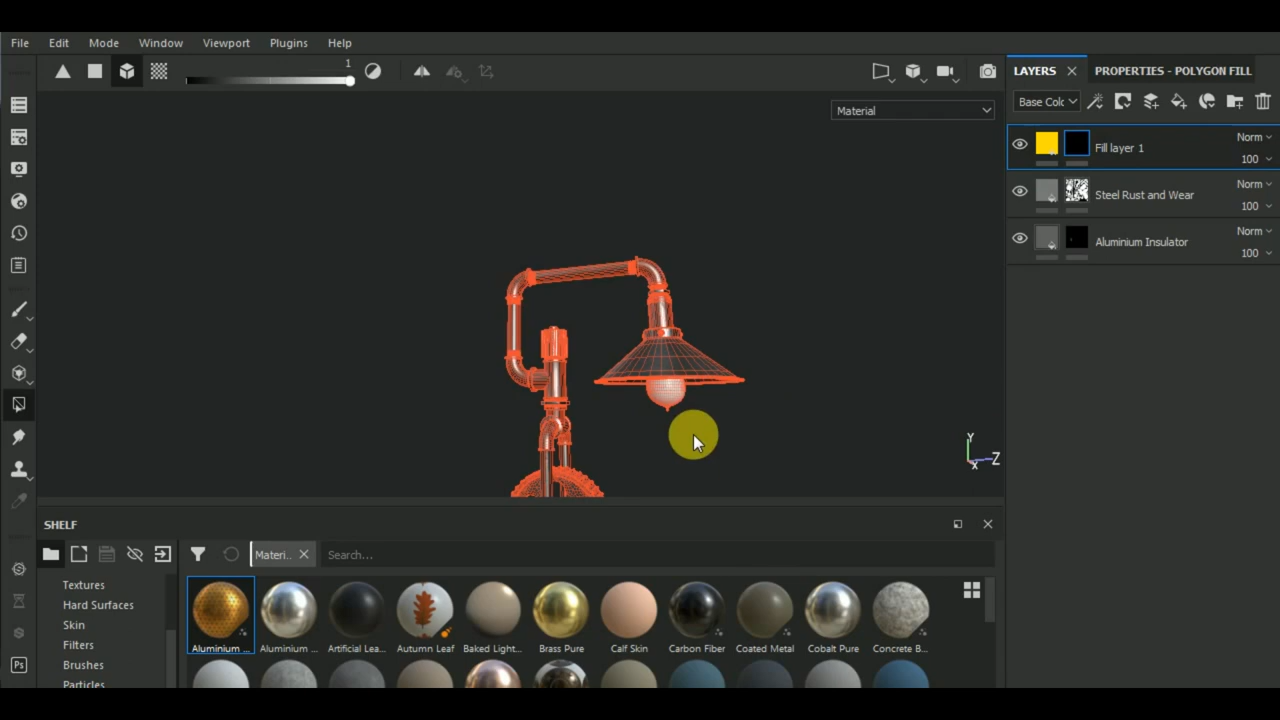 File Edit Mode Window Viewport Plugins Help
1
Material
Y
Z
X
LAYERS
PROPERTIES - POLYGON FILL
Base Colc
Fill layer 1
Norm
100
Steel Rust and Wear
Norm
100
Aluminium Insulator
Norm
100
SHELF
Materi..
Search...
Textures
Hard Surfaces
Skin
Filters
Brushes
Particles
Aluminium ...
Aluminium ...
Artificial Lea...
Autumn Leaf
Baked Light...
Brass Pure
Calf Skin
Carbon Fiber
Coated Metal
Cobalt Pure
Concrete B...
Ps